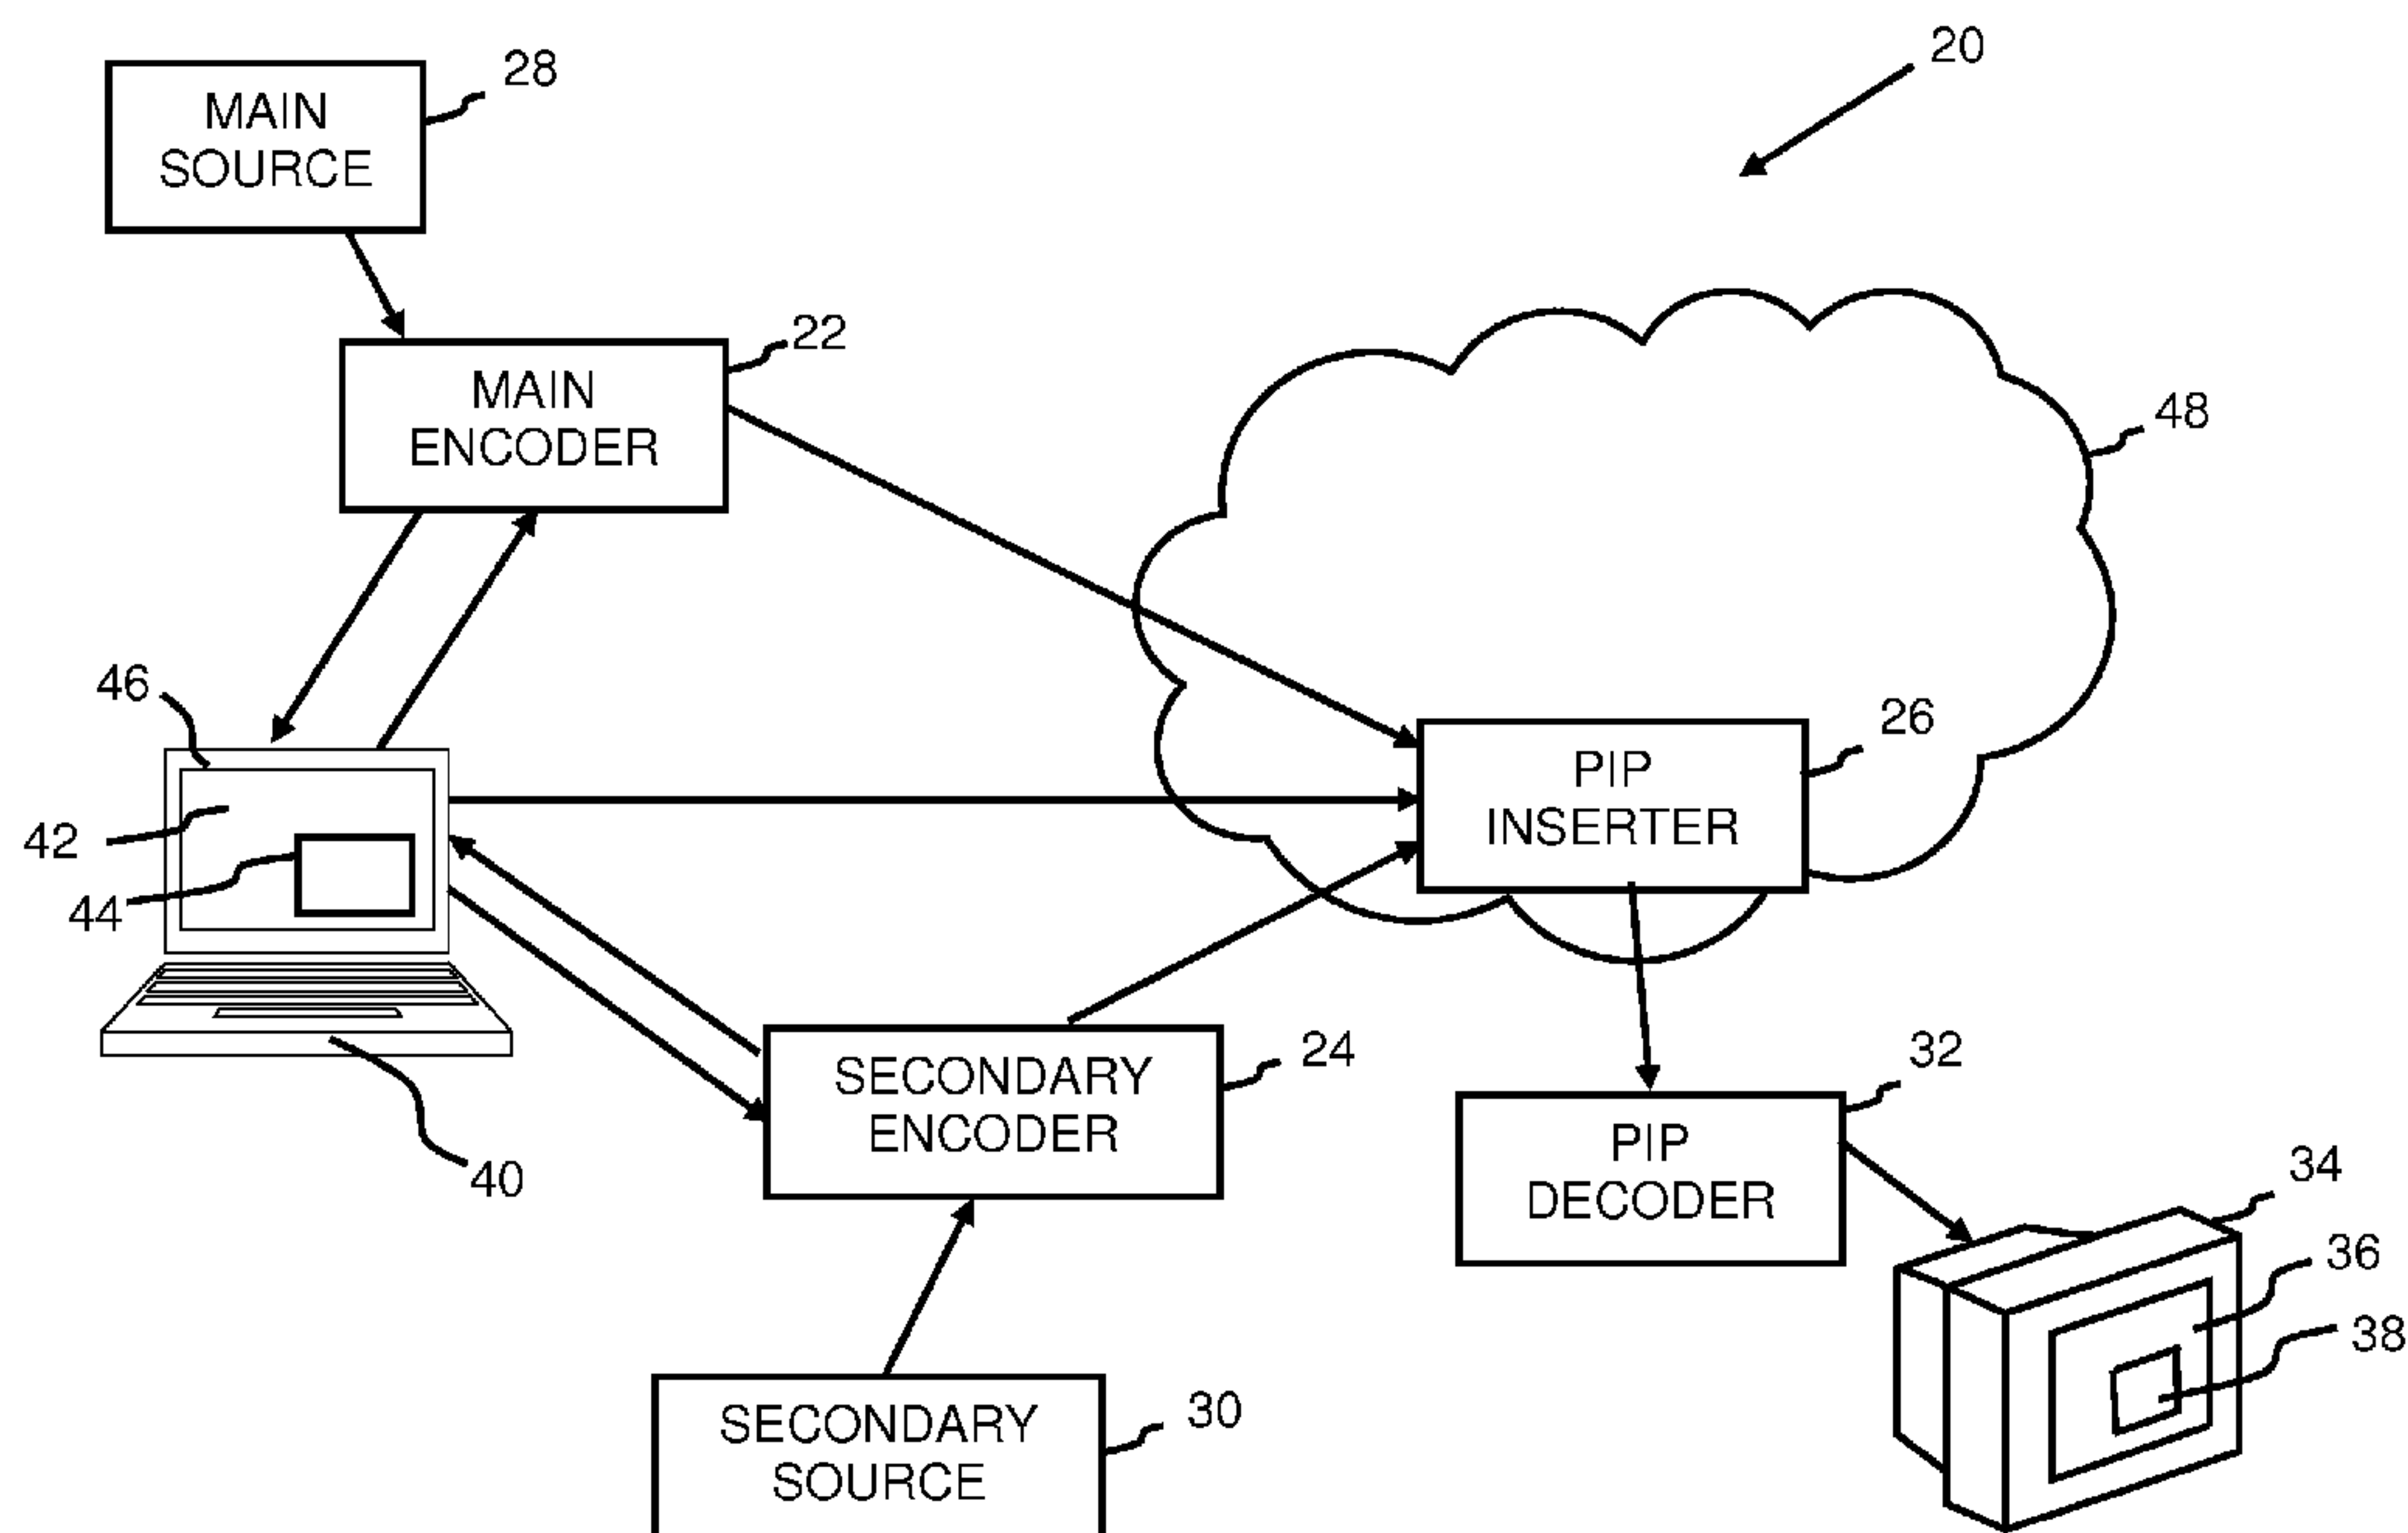 20
28
MAIN
SOURCE
22
MAIN
ENCODER
48
46
26
PIP
INSERTER
42
44
24
SECONDARY
ENCODER
32
PIP
DECODER
40
34
36
38
30
SECONDARY
SOURCE